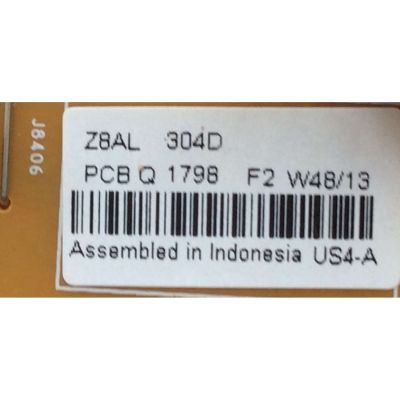 J8406
Z8AL 304D
PCB Q 1798 F2 W48/13
Assembled in Indonesia US4-A